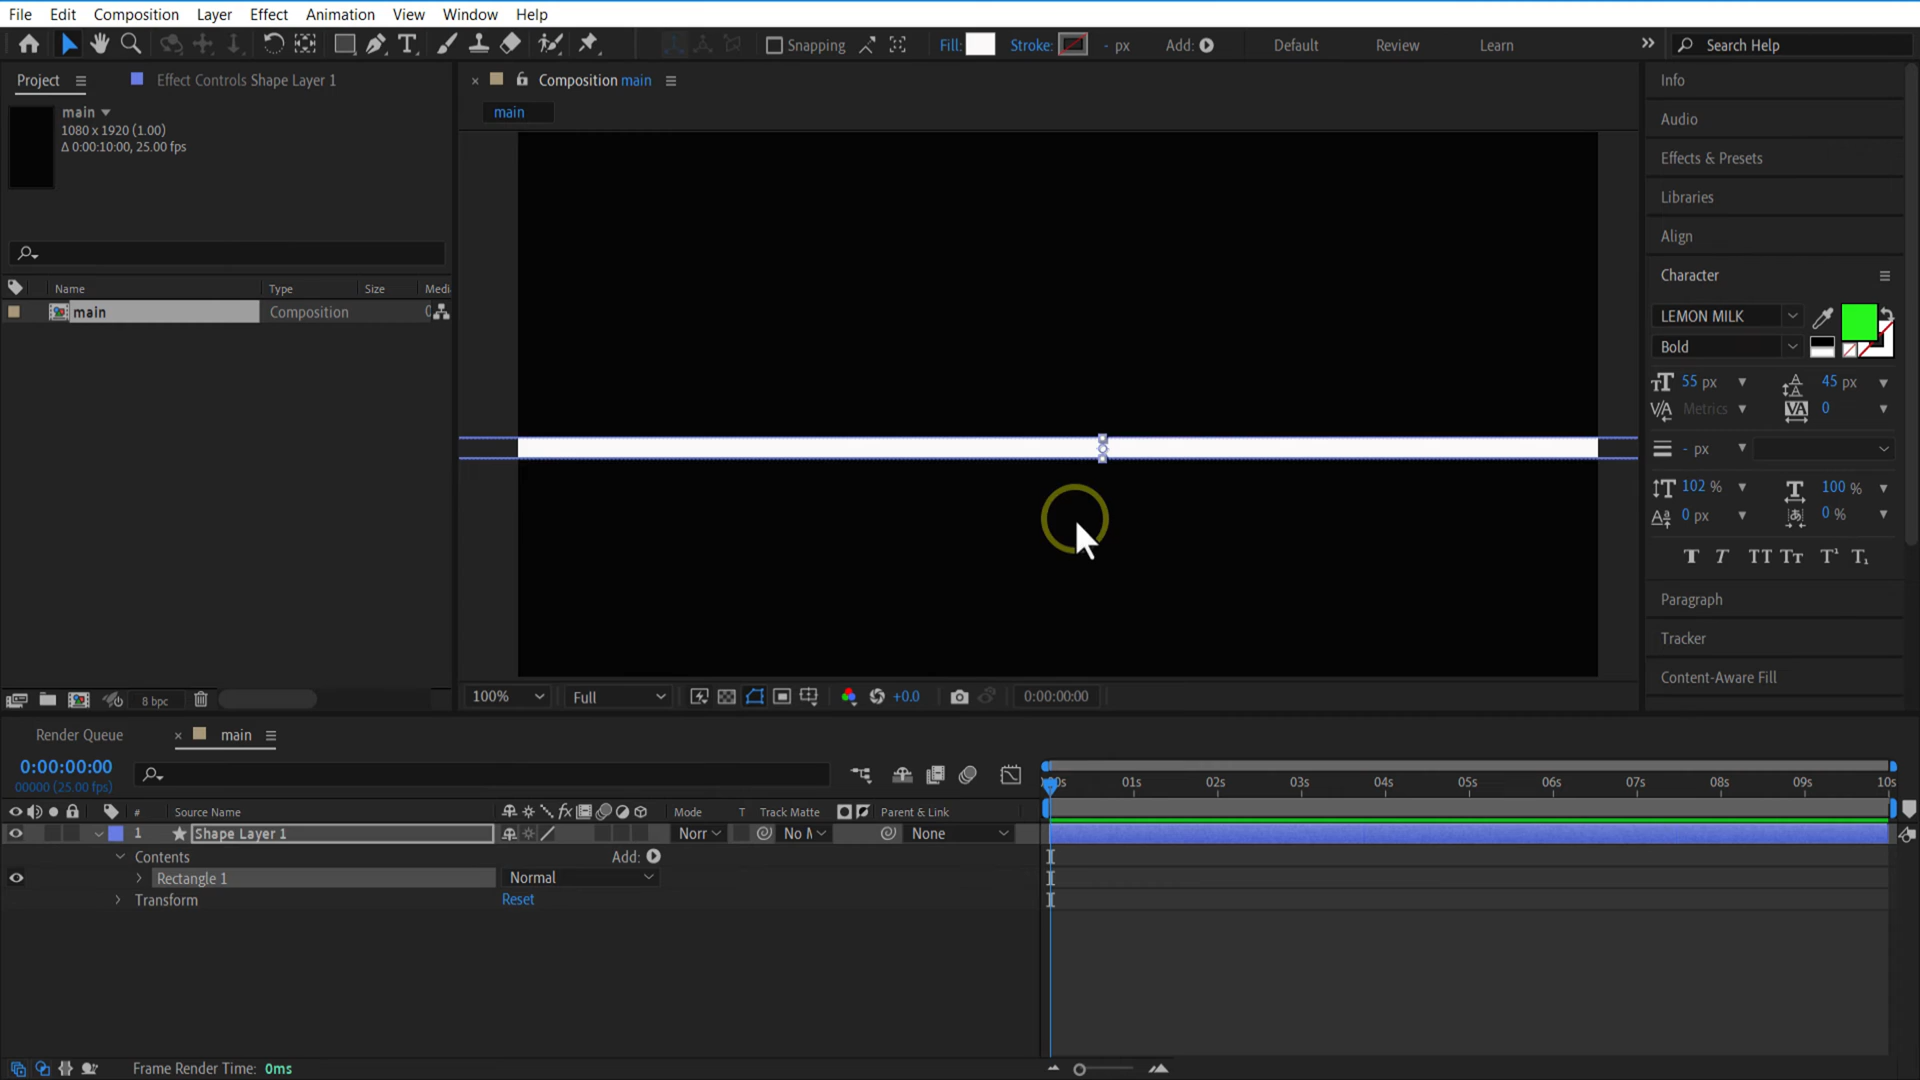 File Edit Composition Layer Effect Animation View Window Help
Snapping Fill: Stroke: - px Add: Default Review Learn Search Help
Project Effect Controls Shape Layer 1
main
1080 x 1920 (1.00)
Δ 0:00:10:00, 25.00 fps
Name Type Size Medi
main Composition
8 bpc
Composition main
main
100% Full +0.0 0:00:00:00
Info
Audio
Effects & Presets
Libraries
Align
Character
LEMON MILK
Bold
55 px 45 px
Metrics 0
- px
102 % 100 %
0 px 0 %
Paragraph
Tracker
Content-Aware Fill
Render Queue main
0:00:00:00
00000 (25.00 fps)
01s 02s 03s 04s 05s 06s 07s 08s 09s 10s
# Source Name Mode T Track Matte Parent & Link
1 Shape Layer 1 Norr No None
Contents Add:
Rectangle 1 Normal
Transform Reset
Frame Render Time: 0ms